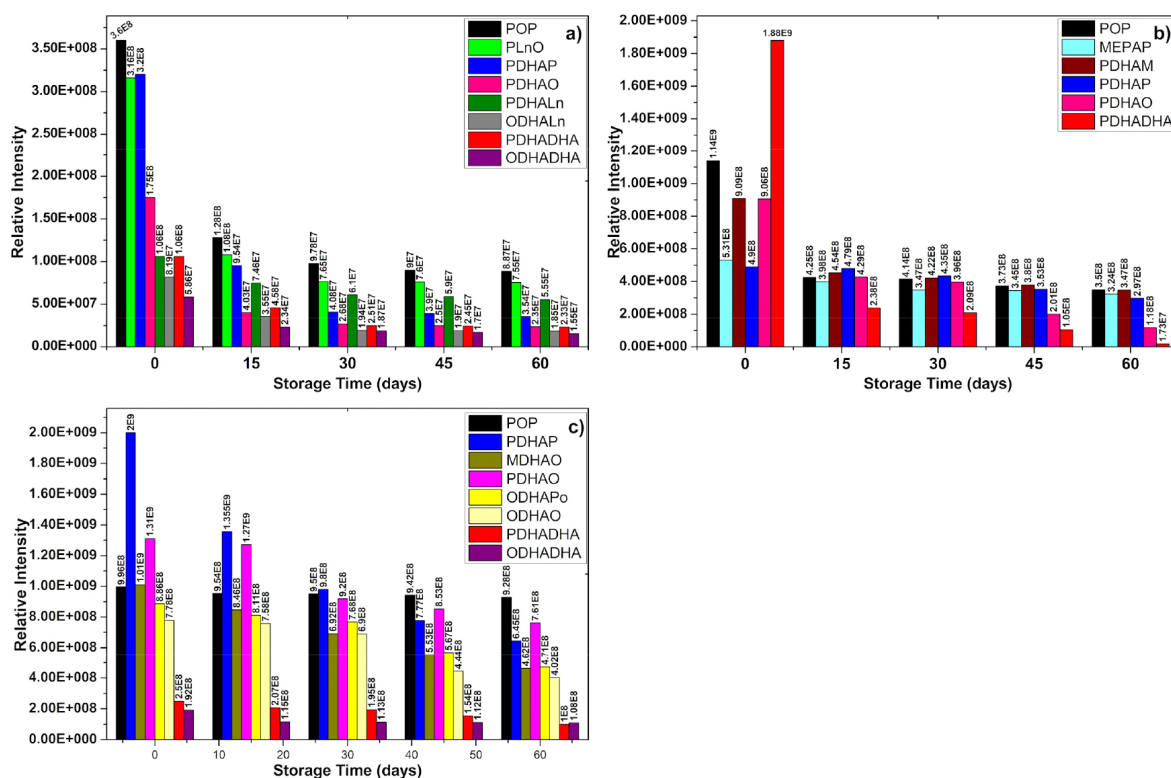 a)
POP
PLnO
PDHAP
PDHAO
PDHALn
ODHALn
PDHADHA
ODHADHA
Relative Intensity
3.50E+008
3.00E+008
2.50E+008
2.00E+008
1.50E+008
1.00E+008
5.00E+007
0.00E+000
3.6E8
3.16E8
3.2E8
1.75E8
1.06E8
8.19E7
1.06E8
5.86E7
1.28E8
1.08E8
9.54E7
4.03E7
7.46E7
3.55E7
4.58E7
2.34E7
9.78E7
7.65E7
4.08E7
2.68E7
6.1E7
1.94E7
2.51E7
1.87E7
9E7
7.6E7
3.9E7
2.5E7
5.9E7
1.9E7
2.45E7
1.7E7
8.87E7
7.55E7
3.54E7
2.35E7
5.55E7
1.85E7
2.33E7
1.55E7
0 15 30 45 60
Storage Time (days)
b)
POP
MEPAP
PDHAM
PDHAP
PDHAO
PDHADHA
Relative Intensity
2.00E+009
1.80E+009
1.60E+009
1.40E+009
1.20E+009
1.00E+009
8.00E+008
6.00E+008
4.00E+008
2.00E+008
0.00E+000
1.14E9
5.31E8
9.09E8
4.9E8
9.06E8
1.88E9
4.25E8
3.98E8
4.54E8
4.79E8
4.29E8
2.38E8
4.14E8
3.47E8
4.22E8
4.35E8
3.96E8
2.09E8
3.73E8
3.45E8
3.8E8
3.53E8
2.01E8
1.05E8
3.5E8
3.24E8
3.47E8
2.97E8
1.18E8
1.73E7
0 15 30 45 60
Storage Time (days)
c)
POP
PDHAP
MDHAO
PDHAO
ODHAPo
ODHAO
PDHADHA
ODHADHA
Relative Intensity
2.00E+009
1.80E+009
1.60E+009
1.40E+009
1.20E+009
1.00E+009
8.00E+008
6.00E+008
4.00E+008
2.00E+008
0.00E+000
9.96E8
2E9
1.01E9
1.31E9
8.86E8
7.76E8
2.5E8
1.92E8
9.54E8
1.355E9
8.46E8
1.27E9
8.11E8
7.58E8
2.07E8
1.15E8
9.5E8
9.8E8
6.92E8
9.2E8
7.68E8
6.9E8
1.95E8
1.13E8
9.42E8
7.77E8
5.53E8
8.53E8
5.67E8
4.44E8
1.54E8
1.12E8
9.28E8
6.45E8
4.62E8
7.61E8
4.71E8
4.02E8
1E8
1.08E8
0 10 20 30 40 50 60
Storage Time (days)